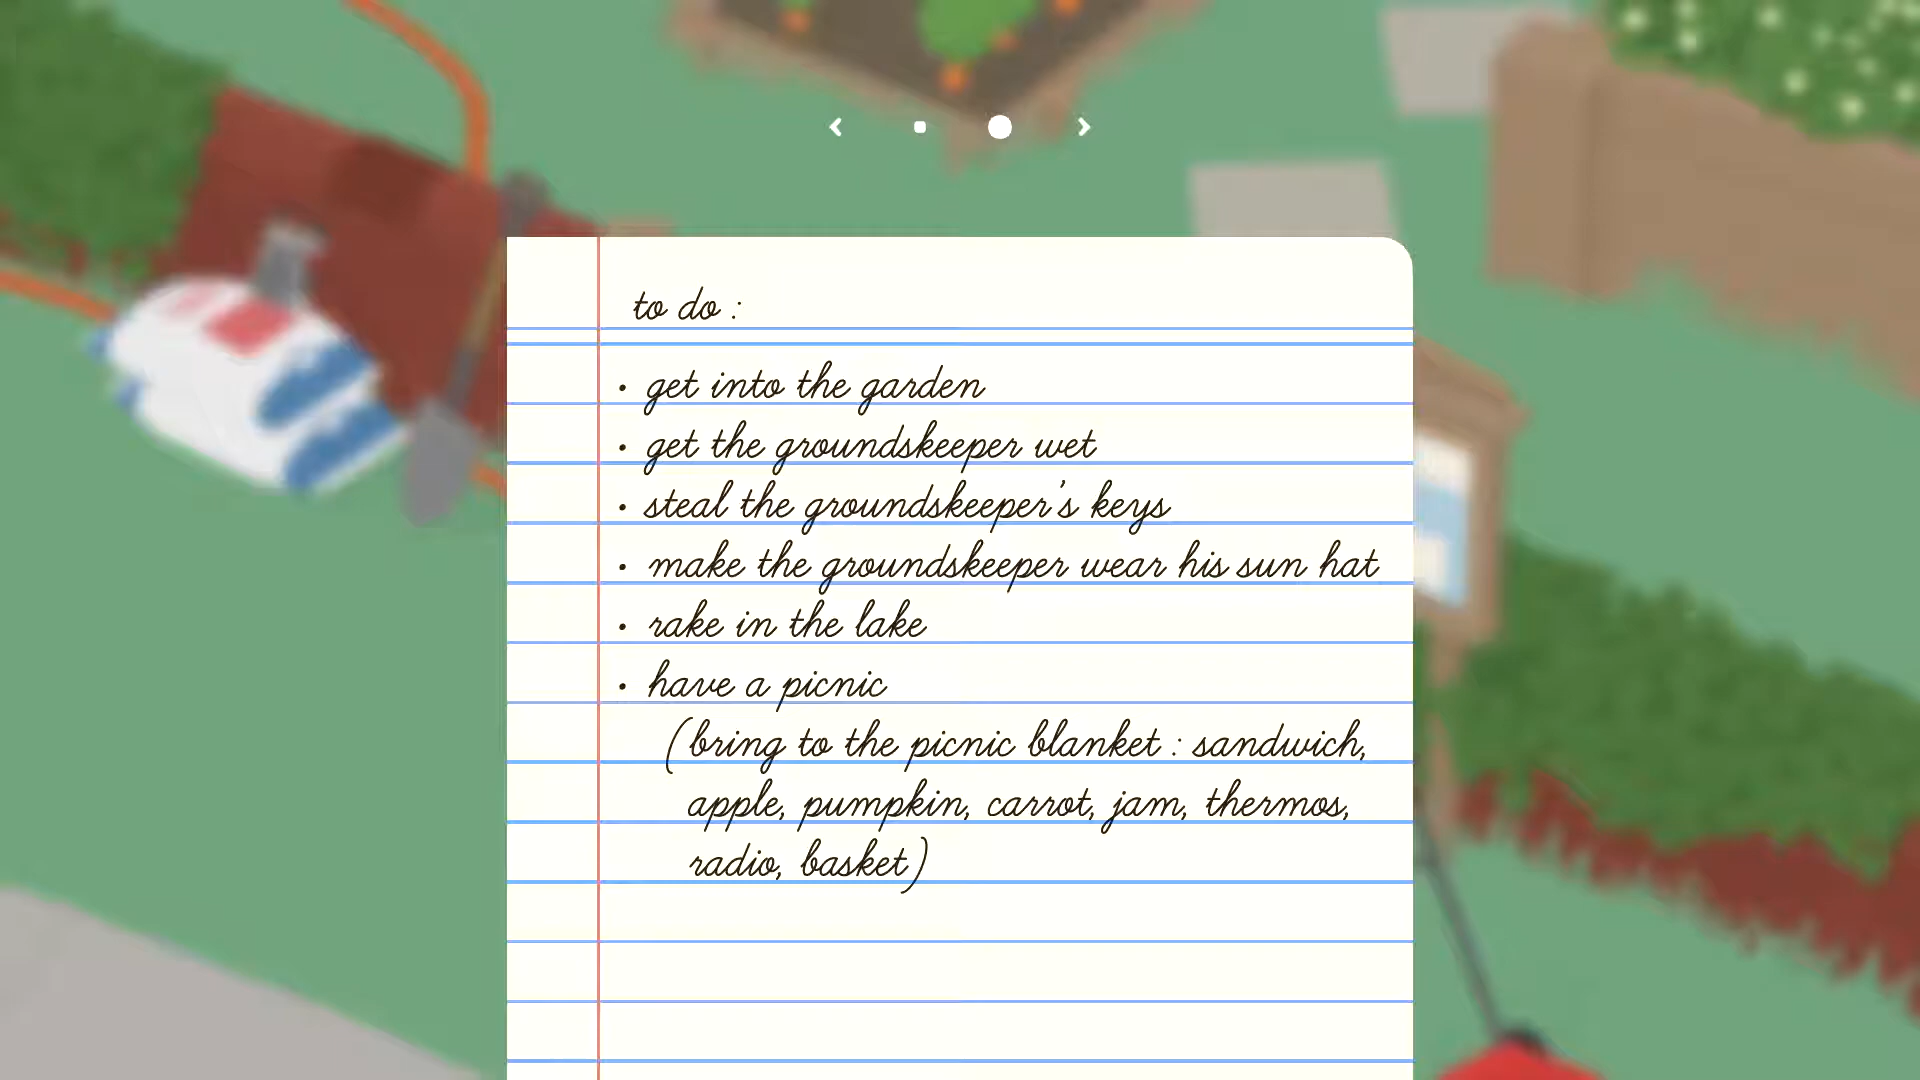 to do :
• get into the garden
• get the groundskeeper wet
• steal the groundskeeper's keys
• make the groundskeeper wear his sun hat
• rake in the lake
• have a picnic
(bring to the picnic blanket : sandwich,
apple, pumpkin, carrot, jam, thermos,
radio, basket)